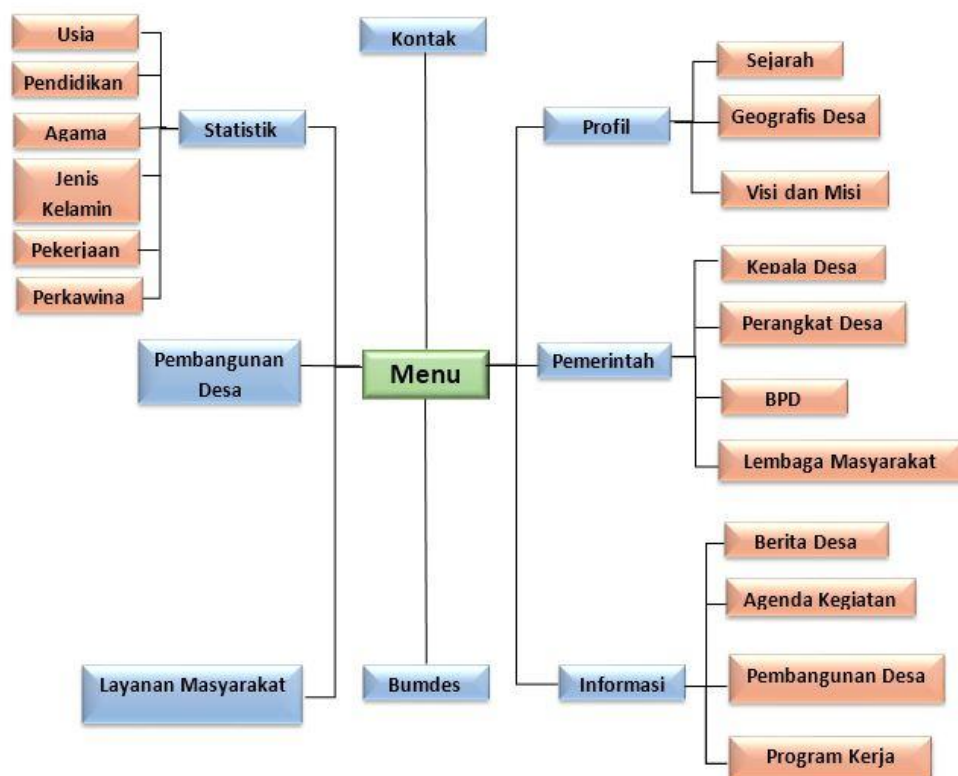 Usia
Pendidikan
Agama
Jenis
Kelamin
Pekerjaan
Perkawina
Statistik
Pembangunan
Desa
Layanan Masyarakat
Kontak
Menu
Bumdes
Profil
Sejarah
Geografis Desa
Visi dan Misi
Pemerintah
Kepala Desa
Perangkat Desa
BPD
Lembaga Masyarakat
Informasi
Berita Desa
Agenda Kegiatan
Pembangunan Desa
Program Kerja